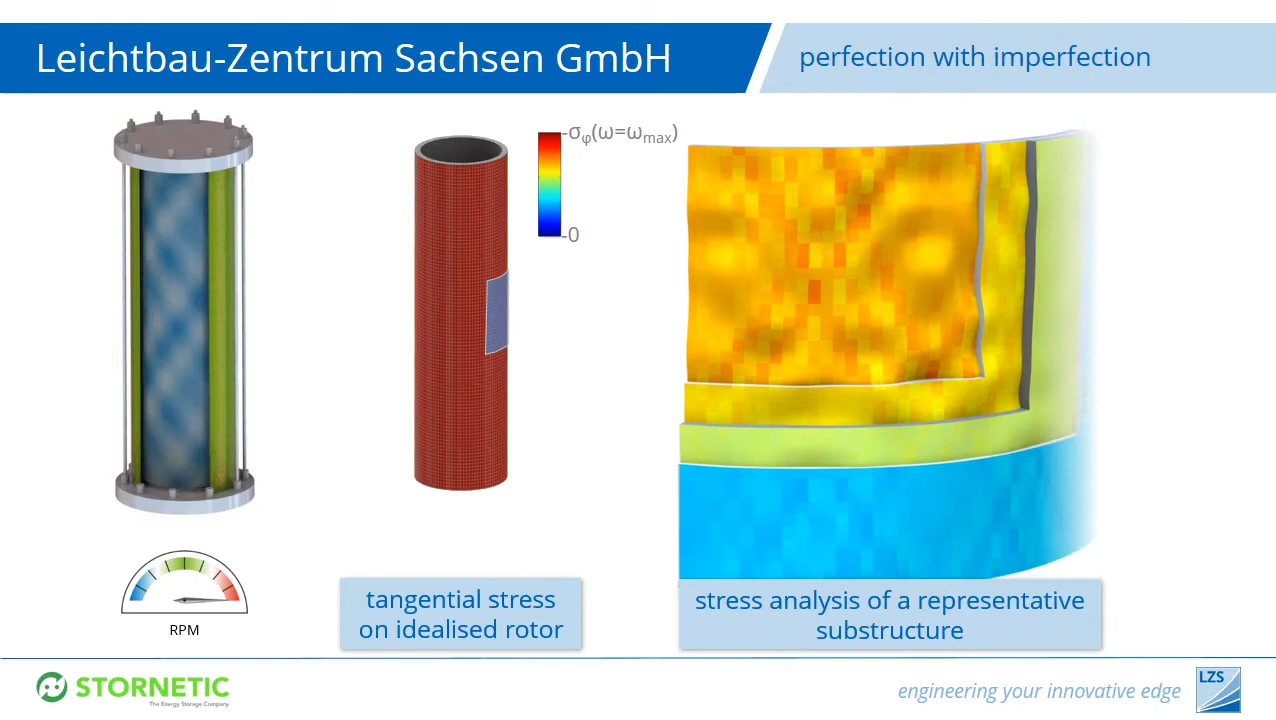 Leichtbau-Zentrum Sachsen GmbH
perfection with imperfection
-σφ(ω=ωmax)
-0
RPM
tangential stress
on idealised rotor
stress analysis of a representative
substructure
STORNETIC
The Energy Storage Company
engineering your innovative edge
LZS